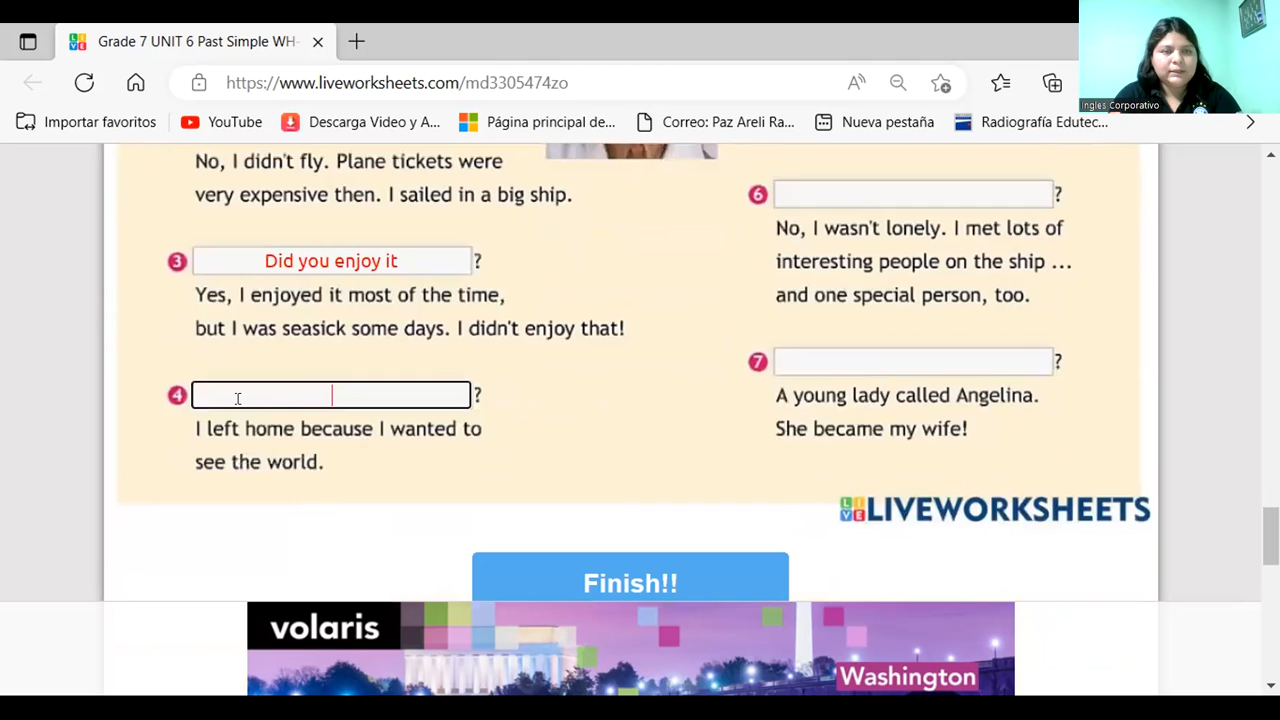 Grade 7 UNIT 6 Past Simple WH-
https://www.liveworksheets.com/md3305474zo
Importar favoritos
YouTube
Descarga Video y A...
Página principal de...
Correo: Paz Areli Ra...
Nueva pestaña
Radiografía Edutec...
Ingles Corporativo
No, I didn't fly. Plane tickets were
very expensive then. I sailed in a big ship.
3 Did you enjoy it ?
Yes, I enjoyed it most of the time,
but I was seasick some days. I didn't enjoy that!
4 ?
I left home because I wanted to
see the world.
6 ?
No, I wasn't lonely. I met lots of
interesting people on the ship ...
and one special person, too.
7 ?
A young lady called Angelina.
She became my wife!
LIVE LIVEWORKSHEETS
Finish!!
volaris
Washington